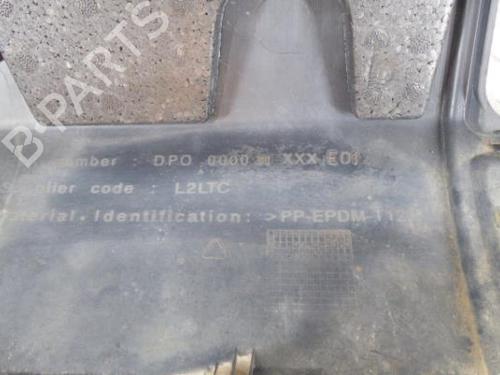 B-PARTS
number : DPO 0000 XXX E01
Supplier code : L2LTC
Material.Identification: >PP-EPDM-T12